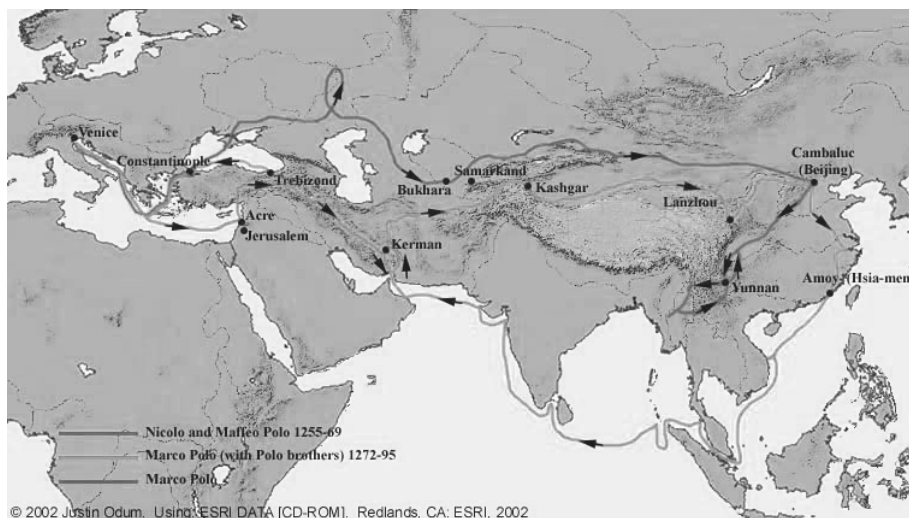 Venice
Constantinople
Trebizond
Bukhara
Samarkand
Kashgar
Cambaluc
(Beijing)
Lanzhou
Acre
Jerusalem
Kerman
Yunnan
Amoy (Hsia-men
Nicolo and Maffeo Polo 1255-69
Marco Polo (with Polo brothers) 1272-95
Marco Polo
© 2002 Justin Odum. Using: ESRI DATA [CD-ROM]. Redlands, CA: ESRI, 2002